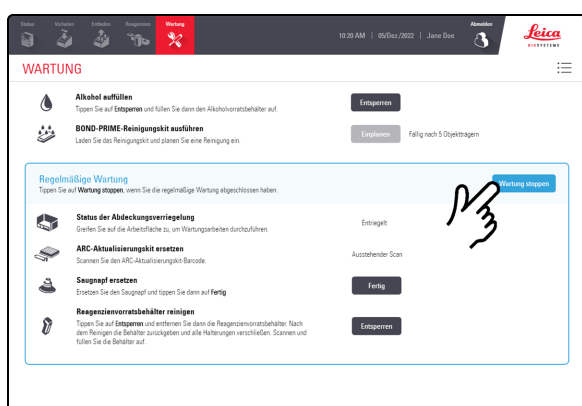 Status Vorladen Entladen Reagenzien Wartung
10:20 AM | 05/Dez./2022 | Jane Doe
Abmelden
Leica
BIOSYSTEMS
WARTUNG
Alkohol auffüllen
Tippen Sie auf Entsperren und füllen Sie dann den Alkoholvorratsbehälter auf.
Entsperren
BOND-PRIME-Reinigungskit ausführen
Laden Sie das Reinigungskit und planen Sie eine Reinigung ein.
Einplanen
Fällig nach 5 Objektträgern
Regelmäßige Wartung
Tippen Sie auf Wartung stoppen, wenn Sie die regelmäßige Wartung abgeschlossen haben.
Wartung stoppen
Status der Abdeckungsverriegelung
Greifen Sie auf die Arbeitsfläche zu, um Wartungsarbeiten durchzuführen.
Entriegelt
ARC-Aktualisierungskit ersetzen
Scannen Sie den ARC-Aktualisierungskit-Barcode.
Ausstehender Scan
Saugnapf ersetzen
Ersetzen Sie den Saugnapf und tippen Sie dann auf Fertig
Fertig
Reagenzienvorratsbehälter reinigen
Tippen Sie auf Entsperren und entfernen Sie dann die Reagenzienvorratsbehälter. Nach
dem Reinigen die Behälter zurückgeben und alle Halterungen verschließen. Scannen und
füllen Sie die Behälter auf.
Entsperren